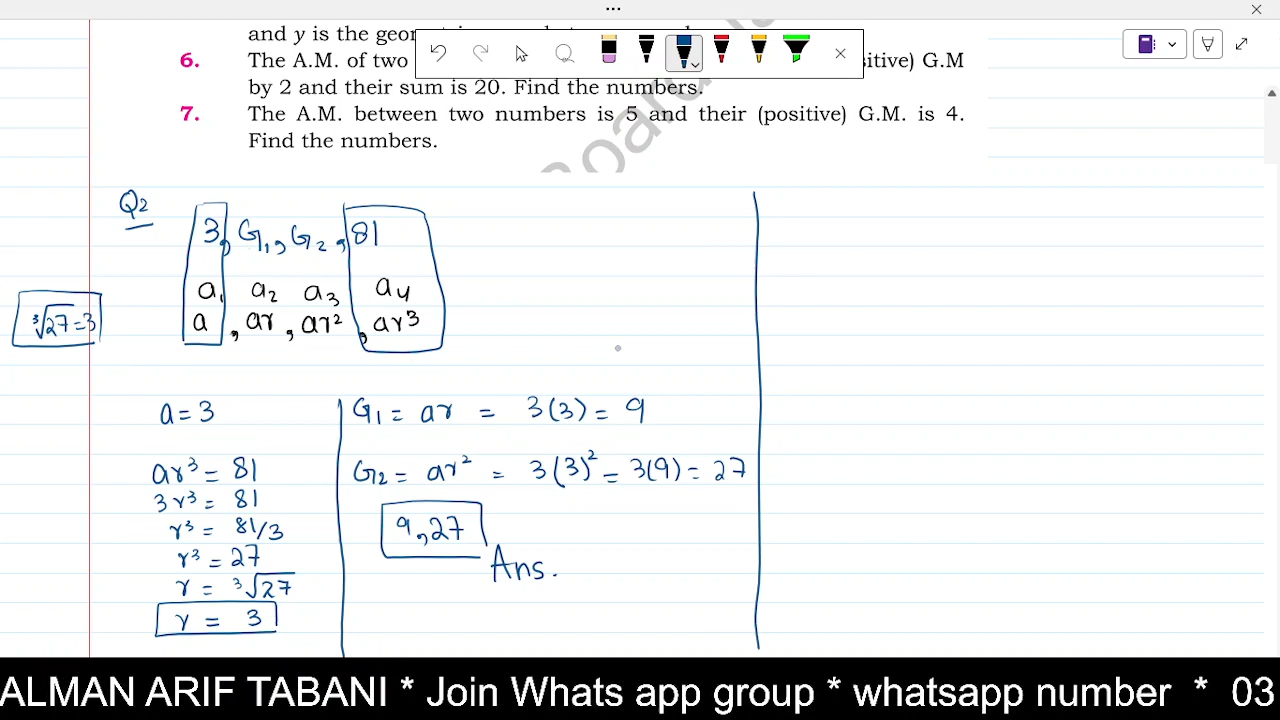 and y is the geo
6. The A.M. of two itive) G.M
by 2 and their sum is 20. Find the numbers.
7. The A.M. between two numbers is 5 and their (positive) G.M. is 4.
Find the numbers.
Board
Q2
3, G₁, G₂, 81
a₁ a₂ a₃ a₄
a, ar, ar², ar³
³√27 = 3
a = 3
ar³ = 81
3r³ = 81
r³ = 81/3
r³ = 27
r = ³√27
r = 3
G₁ = ar = 3(3) = 9
G₂ = ar² = 3(3)² = 3(9) = 27
9, 27
Ans.
ALMAN ARIF TABANI * Join Whats app group * whatsapp number * 03